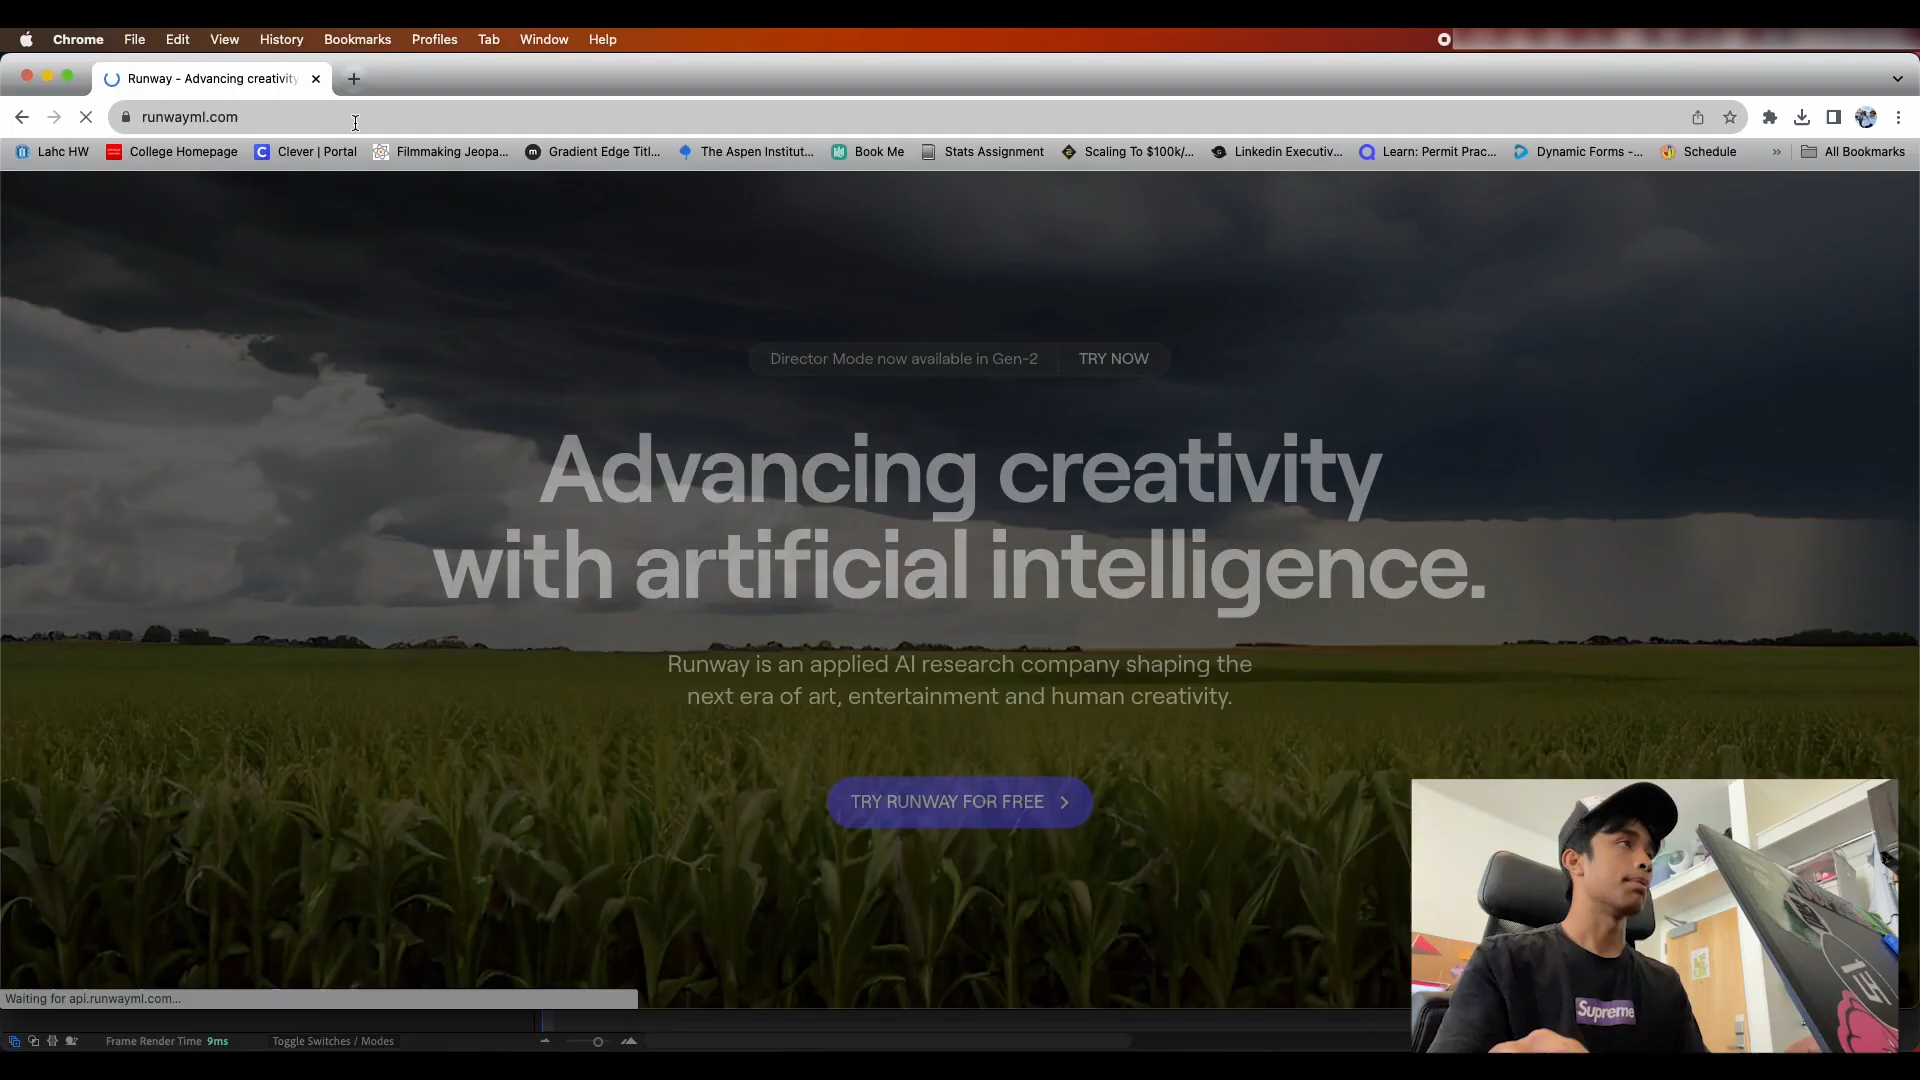 Chrome File Edit View History Bookmarks Profiles Tab Window Help
Runway - Advancing creativity
runwayml.com
Lahc HW College Homepage Clever | Portal Filmmaking Jeopa... Gradient Edge Titl... The Aspen Institut... Book Me Stats Assignment Scaling To $100k/... Linkedin Executiv... Learn: Permit Prac... Dynamic Forms -... Schedule » All Bookmarks
Director Mode now available in Gen-2 TRY NOW
Advancing creativity
with artificial intelligence.
Runway is an applied AI research company shaping the
next era of art, entertainment and human creativity.
TRY RUNWAY FOR FREE
13
Supreme
Waiting for api.runwayml.com...
Frame Render Time 9ms Toggle Switches / Modes